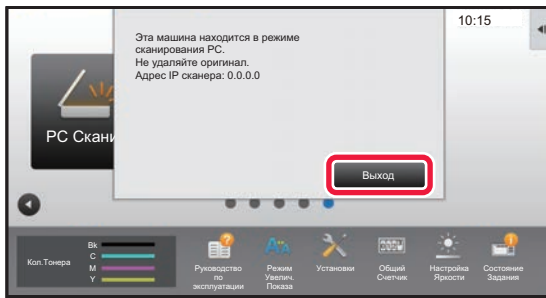 10:15
Эта машина находится в режиме
сканирования PC.
Не удаляйте оригинал.
Адрес IP сканера: 0.0.0.0
PC Скани
Выход
Кол.Тонера
Bk
C
M
Y
Руководство
по
эксплуатации
Режим
Увелич.
Показа
Установки
Общий
Счетчик
Настройка
Яркости
Состояние
Задания